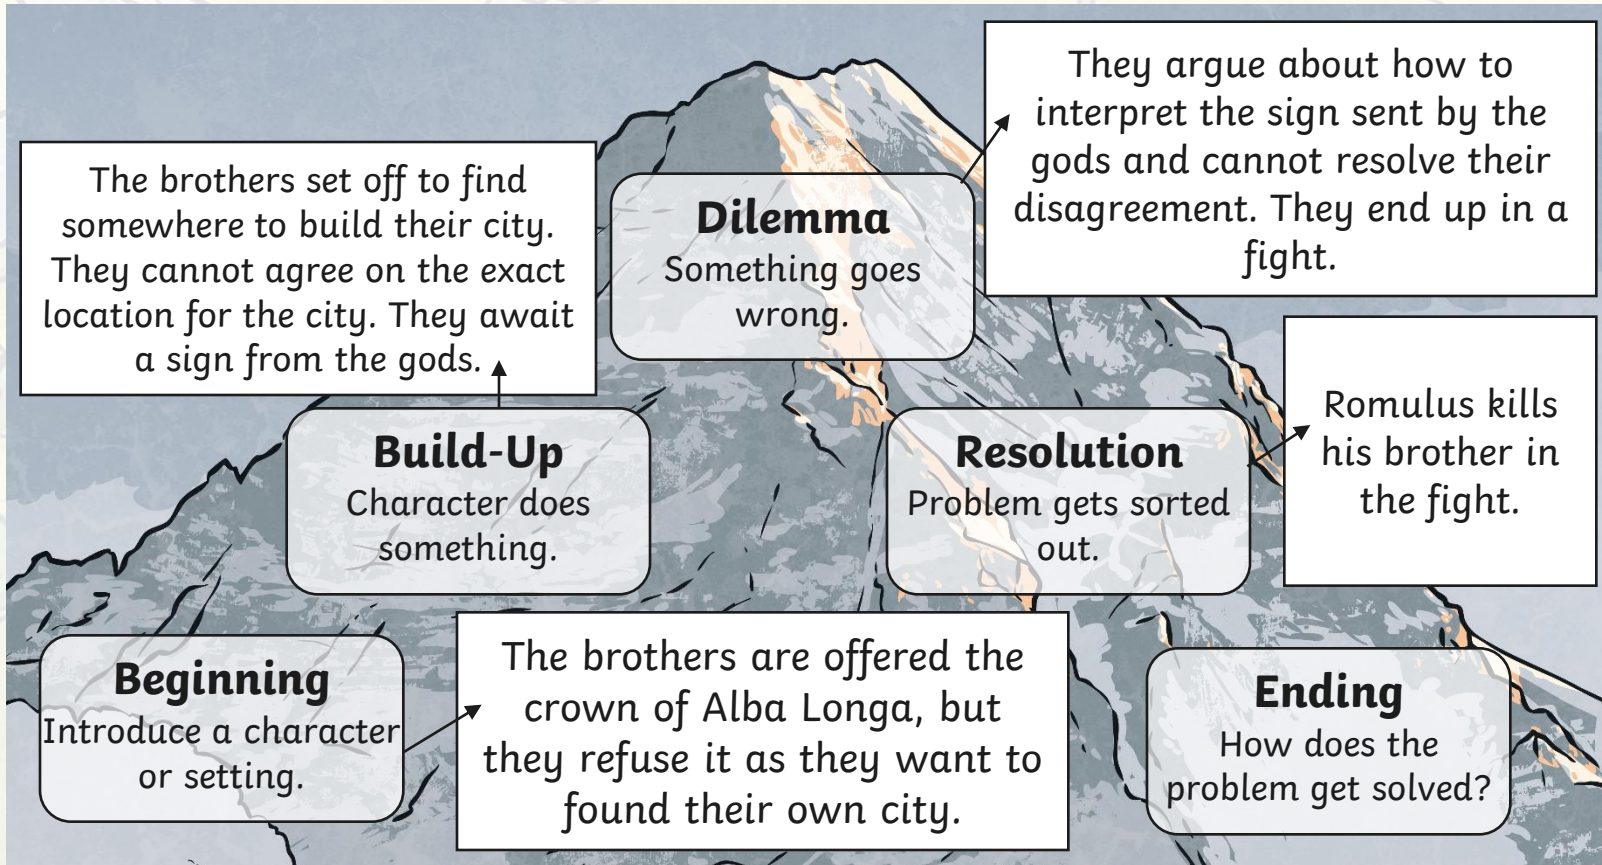 Beginning
Introduce a character
or setting.
The brothers are offered the
crown of Alba Longa, but
they refuse it as they want to
found their own city.
Build-Up
Character does
something.
The brothers set off to find
somewhere to build their city.
They cannot agree on the exact
location for the city. They await
a sign from the gods.
Dilemma
Something goes
wrong.
They argue about how to
interpret the sign sent by the
gods and cannot resolve their
disagreement. They end up in a
fight.
Resolution
Problem gets sorted
out.
Romulus kills
his brother in
the fight.
Ending
How does the
problem get solved?